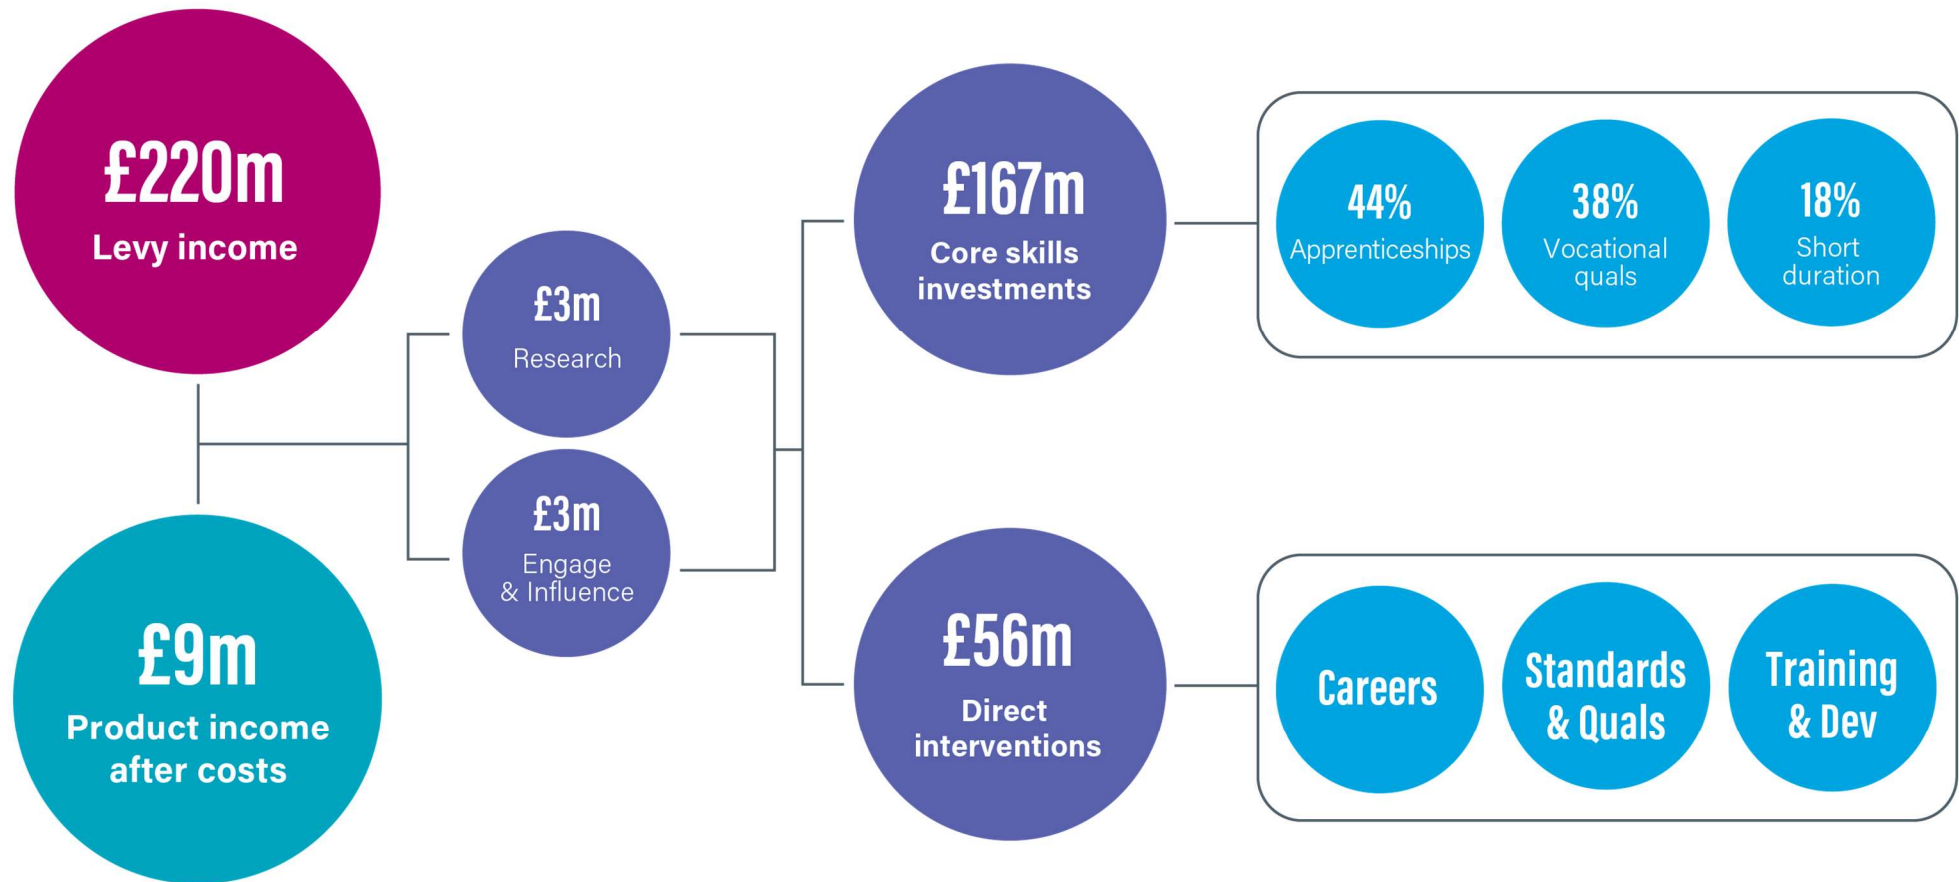 £220m
Levy income
£9m
Product income
after costs
£3m
Research
£3m
Engage
& Influence
£167m
Core skills
investments
44%
Apprenticeships
38%
Vocational
quals
18%
Short
duration
£56m
Direct
interventions
Careers
Standards
& Quals
Training
& Dev